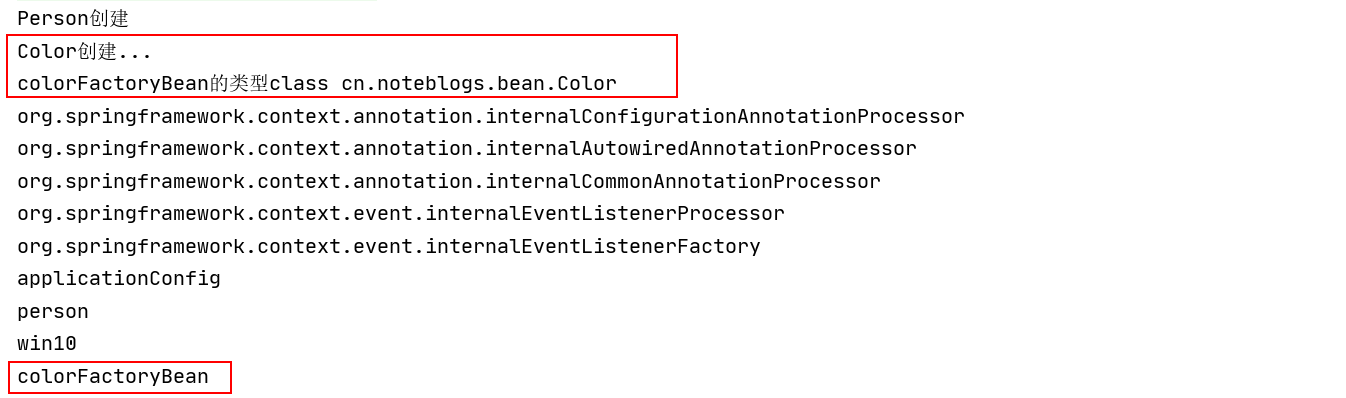 Person创建
Color创建...
colorFactoryBean的类型class cn.noteblogs.bean.Color
org.springframework.context.annotation.internalConfigurationAnnotationProcessor
org.springframework.context.annotation.internalAutowiredAnnotationProcessor
org.springframework.context.annotation.internalCommonAnnotationProcessor
org.springframework.context.event.internalEventListenerProcessor
org.springframework.context.event.internalEventListenerFactory
applicationConfig
person
win10
colorFactoryBean